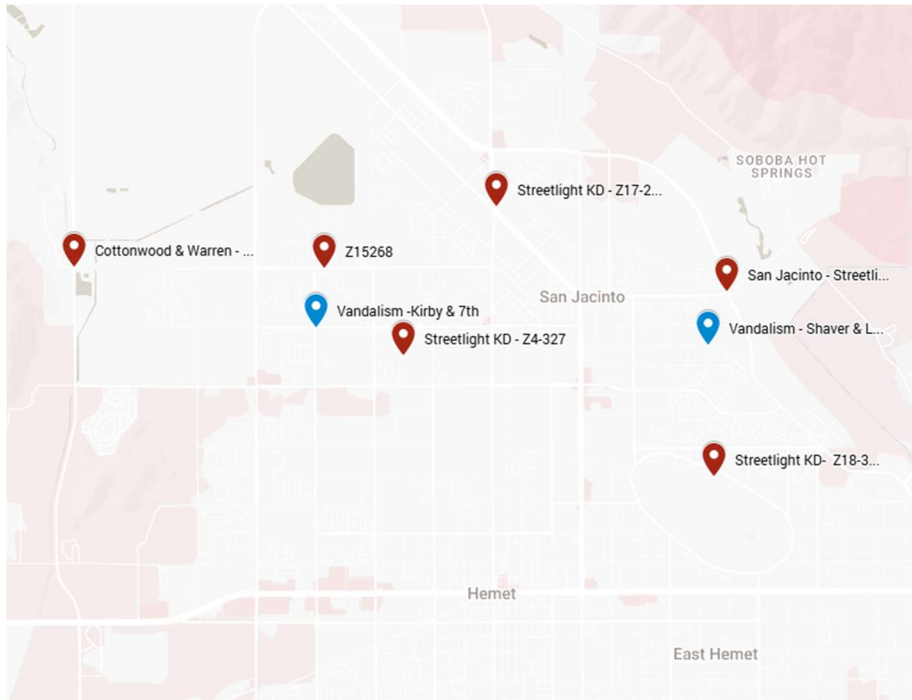 SOBOBA HOT
SPRINGS
Streetlight KD - Z17-2...
Cottonwood & Warren - ...
Z15268
San Jacinto - Streetli...
San Jacinto
Vandalism -Kirby & 7th
Vandalism - Shaver & L...
Streetlight KD - Z4-327
Streetlight KD-  Z18-3...
Hemet
East Hemet